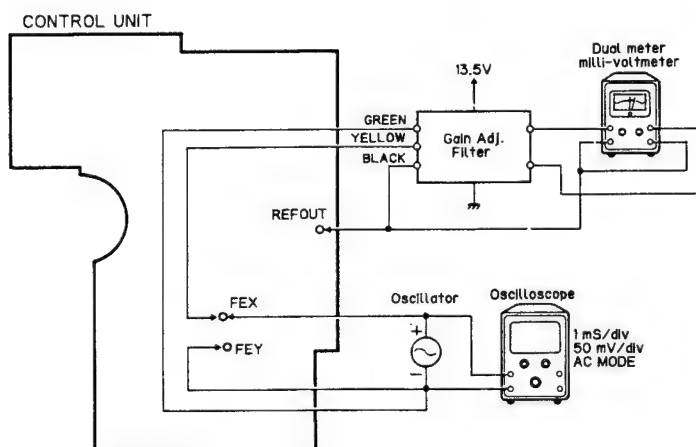 CONTROL UNIT
Dual meter
milli-voltmeter
13.5V
GREEN
YELLOW
BLACK
Gain Adj.
Filter
REFOUT
FEX
Oscillator
Oscilloscope
+
1 mS/div
50 mV/div
AC MODE
FEY
−